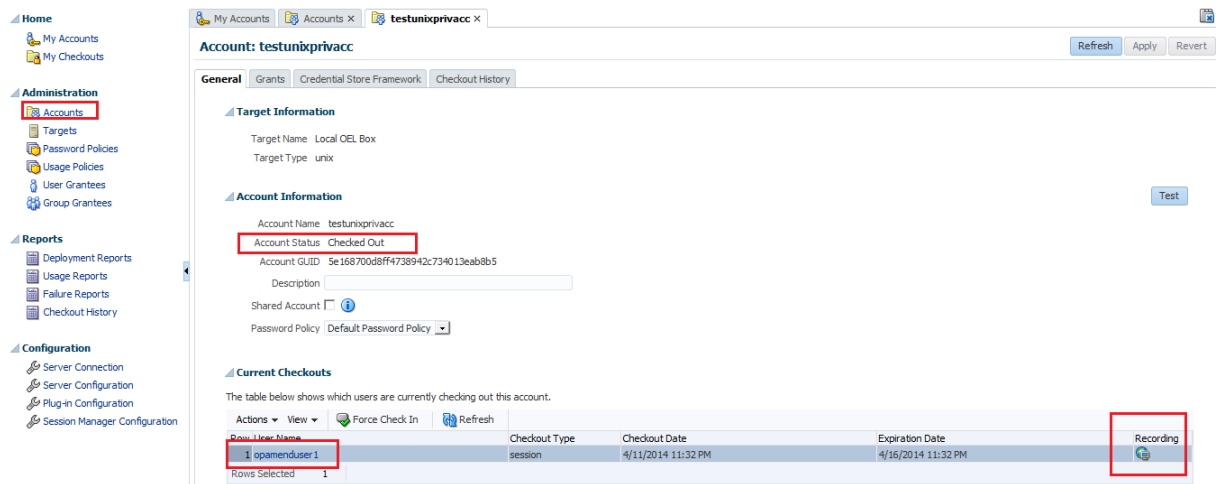 Home
My Accounts
My Checkouts
Administration
Accounts
Targets
Password Policies
Usage Policies
User Grantees
Group Grantees
Reports
Deployment Reports
Usage Reports
Failure Reports
Checkout History
Configuration
Server Connection
Server Configuration
Plug-in Configuration
Session Manager Configuration
My Accounts Accounts testunixprivacc
Account: testunixprivacc Refresh Apply Revert
General Grants Credential Store Framework Checkout History
Target Information
Target Name Local OEL Box
Target Type unix
Account Information Test
Account Name testunixprivacc
Account Status Checked Out
Account GUID 5e168700d8ff4738942c734013eab8b5
Description
Shared Account
Password Policy Default Password Policy
Current Checkouts
The table below shows which users are currently checking out this account.
Actions View Force Check In Refresh
Row User Name Checkout Type Checkout Date Expiration Date Recording
1 opamenduser1 session 4/11/2014 11:32 PM 4/16/2014 11:32 PM
Rows Selected 1